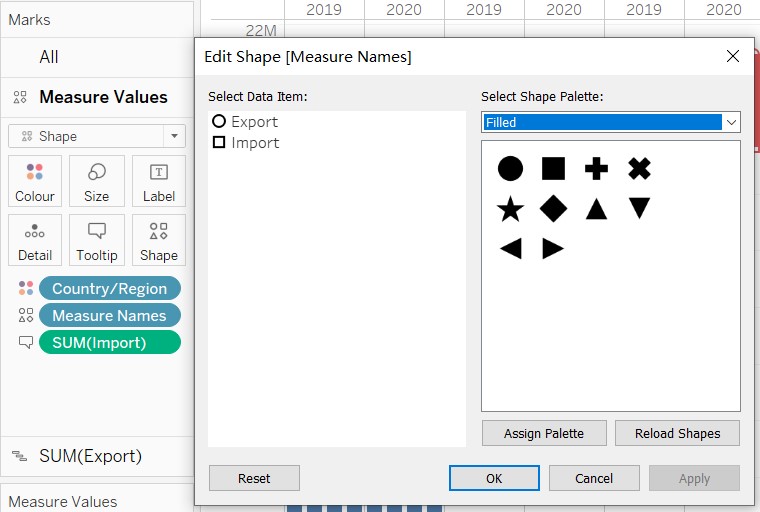 Marks
2019 2020 2019 2020 2019 2020
22M
All
Edit Shape [Measure Names]
Measure Values
Select Data Item:
Select Shape Palette:
Export
Filled
Import
Shape
Colour
Size
Label
T
Detail
Tooltip
Shape
Country/Region
Measure Names
SUM(Import)
Assign Palette
Reload Shapes
SUM(Export)
Reset
OK
Cancel
Apply
Measure Values